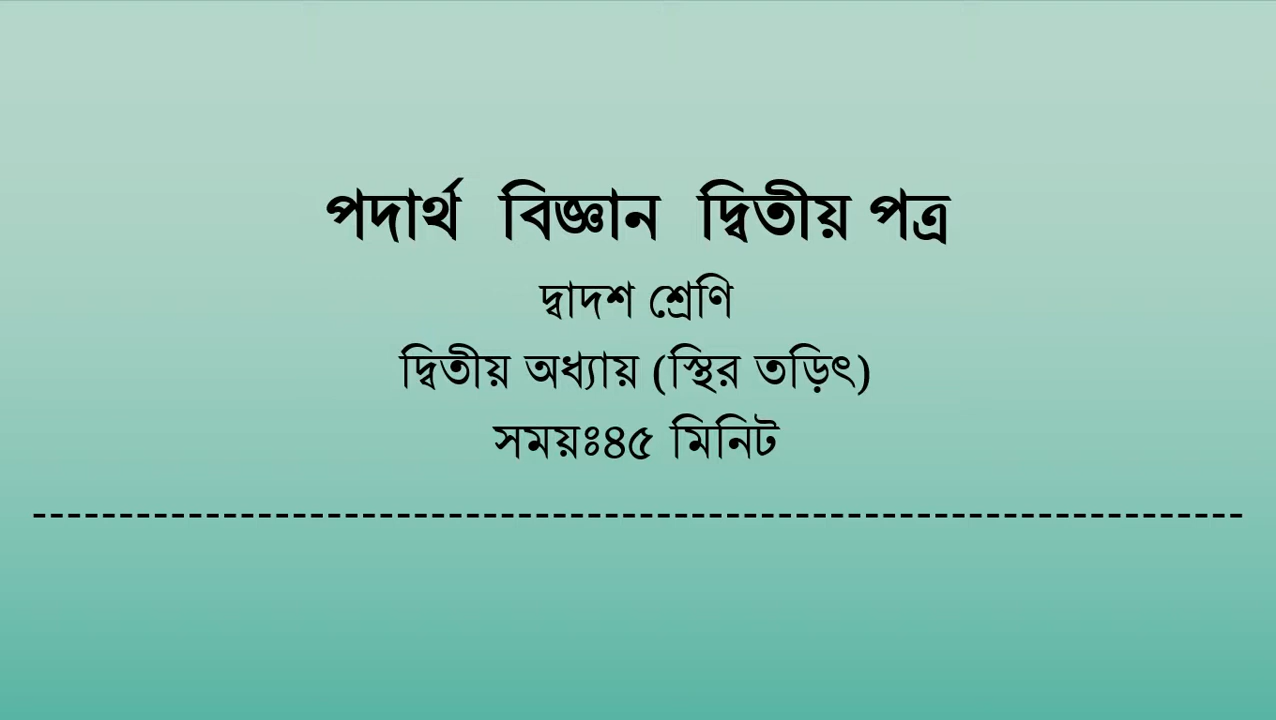 পদার্থ বিজ্ঞান দ্বিতীয় পত্র
দ্বাদশ শ্রেণি
দ্বিতীয় অধ্যায় (স্থির তড়িৎ)
সময়ঃ৪৫ মিনিট
----------------------------------------------------------------------